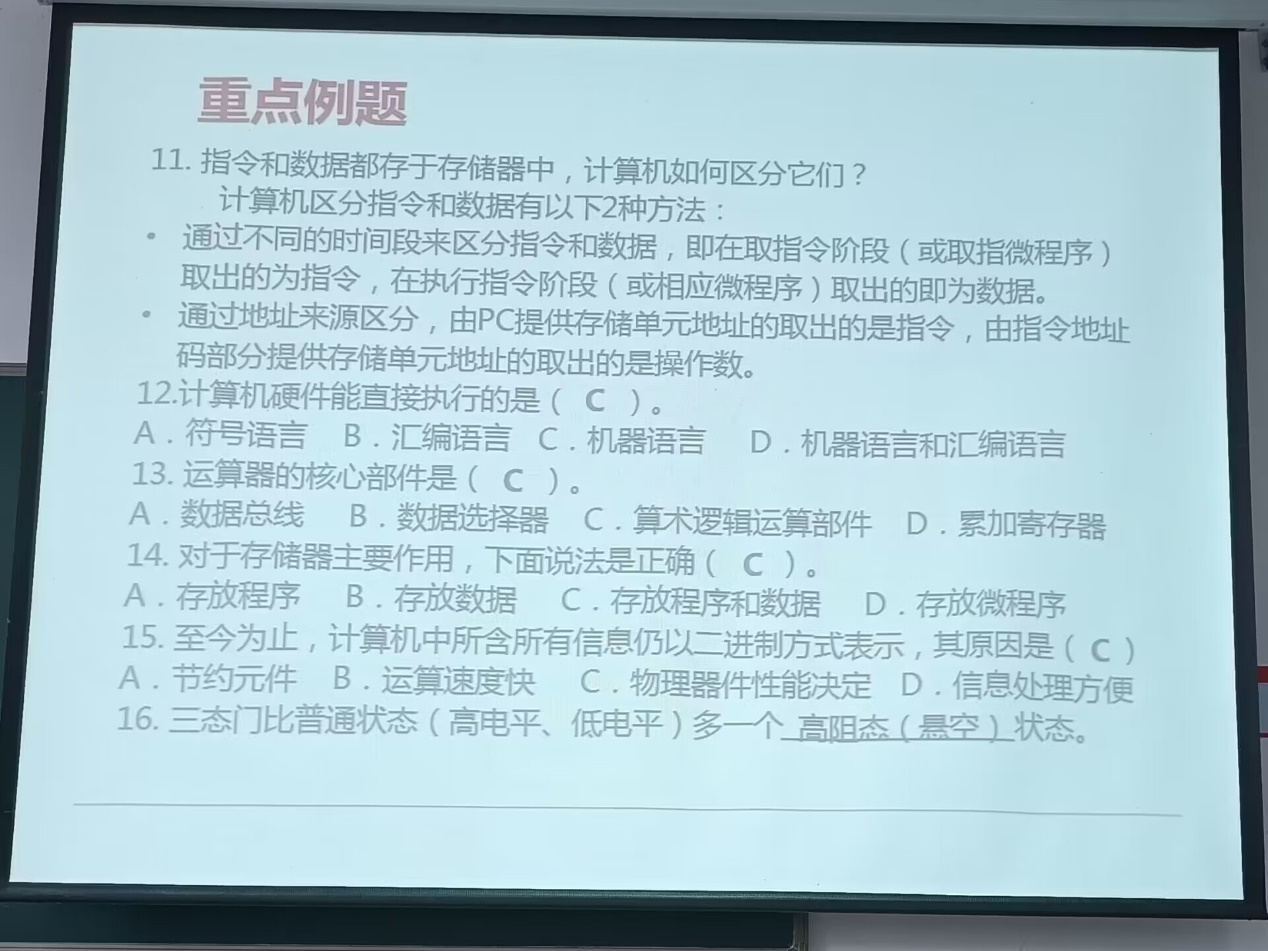 重点例题
11. 指令和数据都存于存储器中，计算机如何区分它们？
计算机区分指令和数据有以下2种方法：
• 通过不同的时间段来区分指令和数据，即在取指令阶段（或取指微程序）
取出的为指令，在执行指令阶段（或相应微程序）取出的即为数据。
• 通过地址来源区分，由PC提供存储单元地址的取出的是指令，由指令地址
码部分提供存储单元地址的取出的是操作数。
12.计算机硬件能直接执行的是（ C ）。
A．符号语言 B．汇编语言 C．机器语言 D．机器语言和汇编语言
13. 运算器的核心部件是（ C ）。
A．数据总线 B．数据选择器 C．算术逻辑运算部件 D．累加寄存器
14. 对于存储器主要作用，下面说法是正确（ C ）。
A．存放程序 B．存放数据 C．存放程序和数据 D．存放微程序
15. 至今为止，计算机中所含所有信息仍以二进制方式表示，其原因是（ C ）
A．节约元件 B．运算速度快 C．物理器件性能决定 D．信息处理方便
16. 三态门比普通状态（高电平、低电平）多一个 高阻态（悬空） 状态。